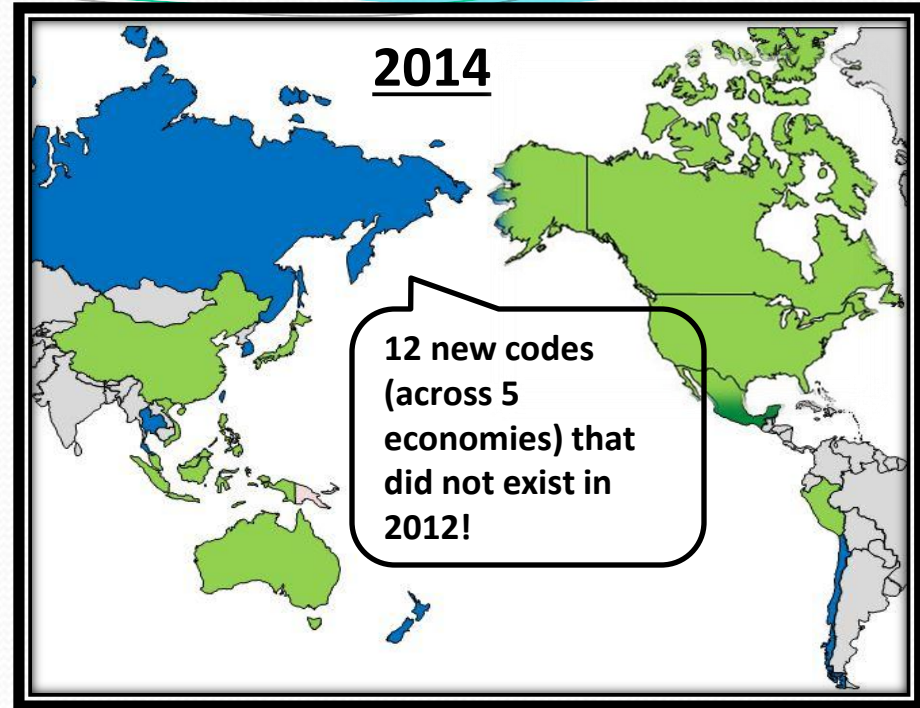 2014
12 new codes
(across 5
economies) that
did not exist in
2012!